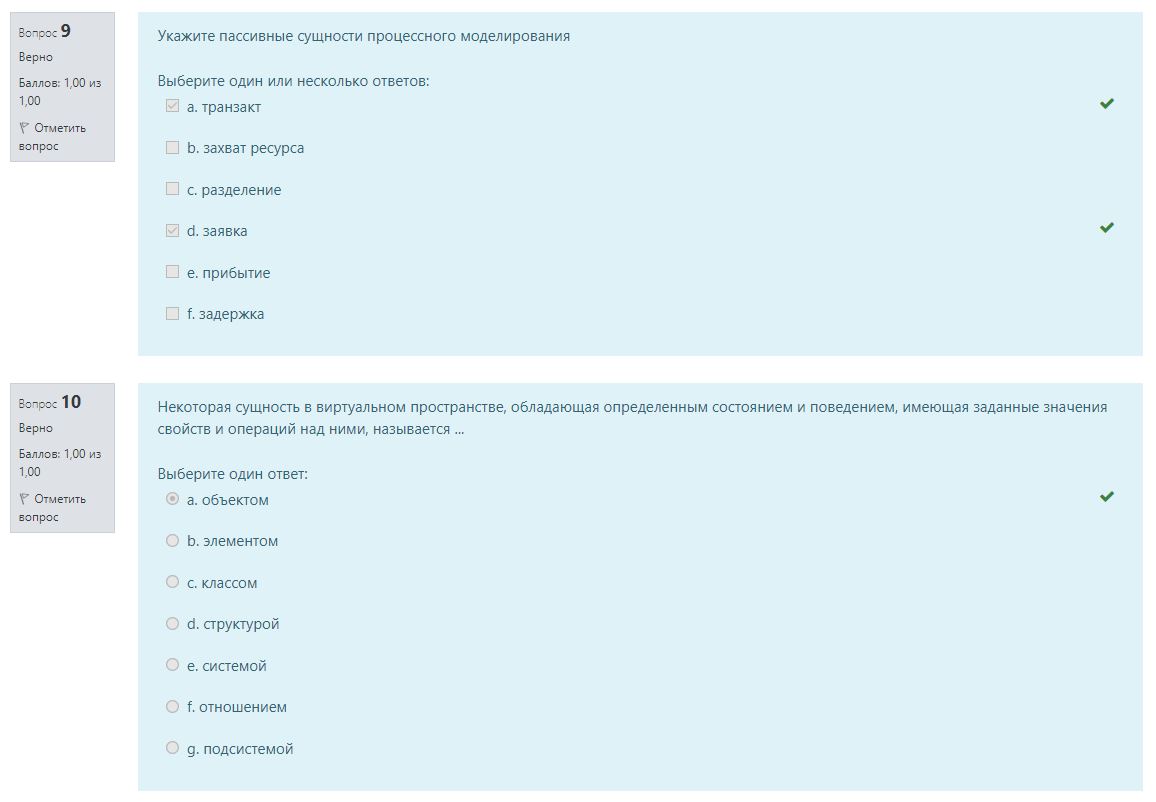 Вопрос 9
Верно
Баллов: 1,00 из
1,00
Отметить
вопрос
Укажите пассивные сущности процессного моделирования
Выберите один или несколько ответов:
a. транзакт
b. захват ресурса
c. разделение
d. заявка
e. прибытие
f. задержка
Вопрос 10
Верно
Баллов: 1,00 из
1,00
Отметить
вопрос
Некоторая сущность в виртуальном пространстве, обладающая определенным состоянием и поведением, имеющая заданные значения
свойств и операций над ними, называется ...
Выберите один ответ:
a. объектом
b. элементом
c. классом
d. структурой
e. системой
f. отношением
g. подсистемой